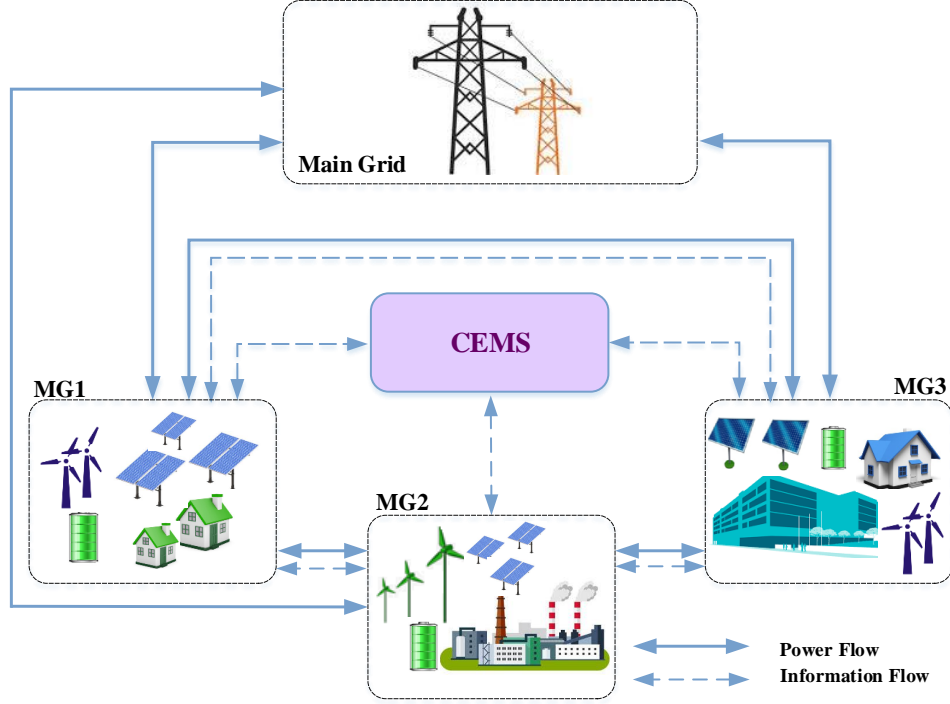 Main Grid
CEMS
MG1
MG3
MG2
Power Flow
Information Flow